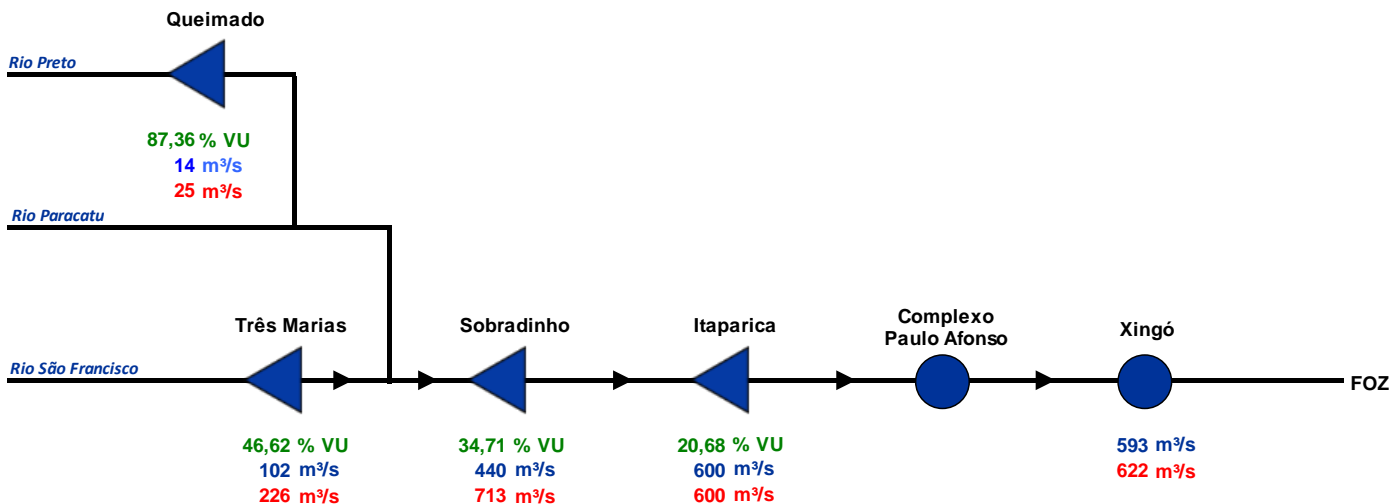 Queimado
Rio Preto
87,36 % VU
14 m³/s
25 m³/s
Rio Paracatu
Três Marias
Sobradinho
Itaparica
Complexo
Paulo Afonso
Xingó
Rio São Francisco
FOZ
46,62 % VU
102 m³/s
226 m³/s
34,71 % VU
440 m³/s
713 m³/s
20,68 % VU
600 m³/s
600 m³/s
593 m³/s
622 m³/s